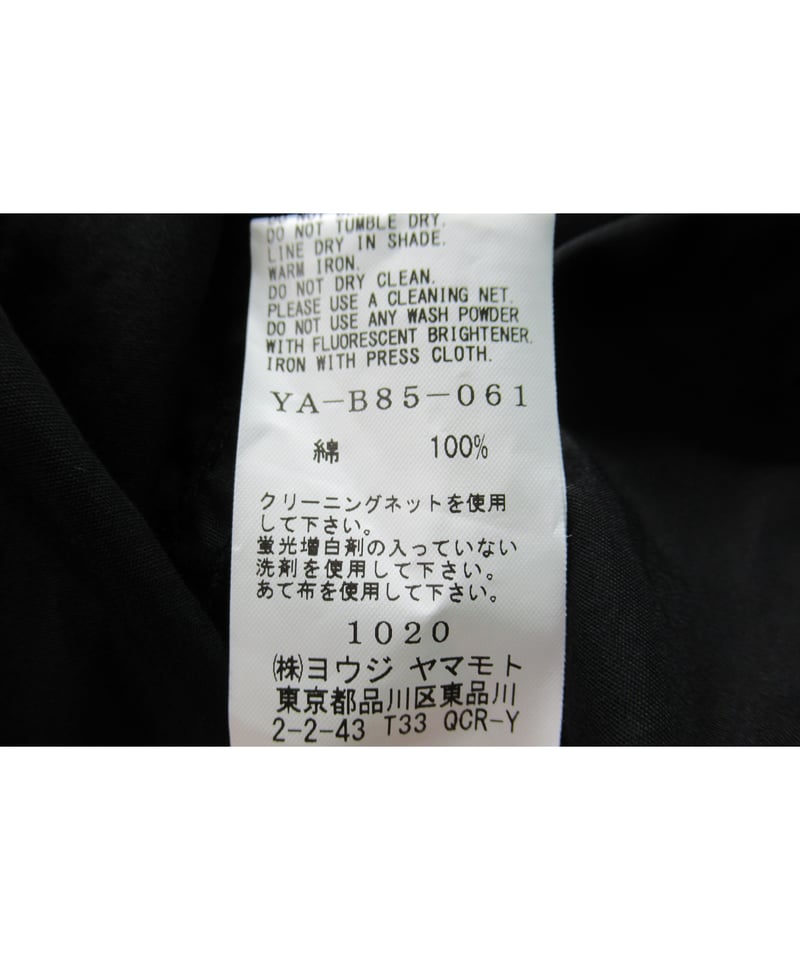 DO NOT TUMBLE DRY.
LINE DRY IN SHADE.
WARM IRON.
DO NOT DRY CLEAN.
PLEASE USE A CLEANING NET.
DO NOT USE ANY WASH POWDER
WITH FLUORESCENT BRIGHTENER.
IRON WITH PRESS CLOTH.
YA-B85-061
綿 100%
クリーニングネットを使用
して下さい。
蛍光増白剤の入っていない
洗剤を使用して下さい。
あて布を使用して下さい。
1020
㈱ヨウジ ヤマモト
東京都品川区東品川
2-2-43 T33 QCR-Y